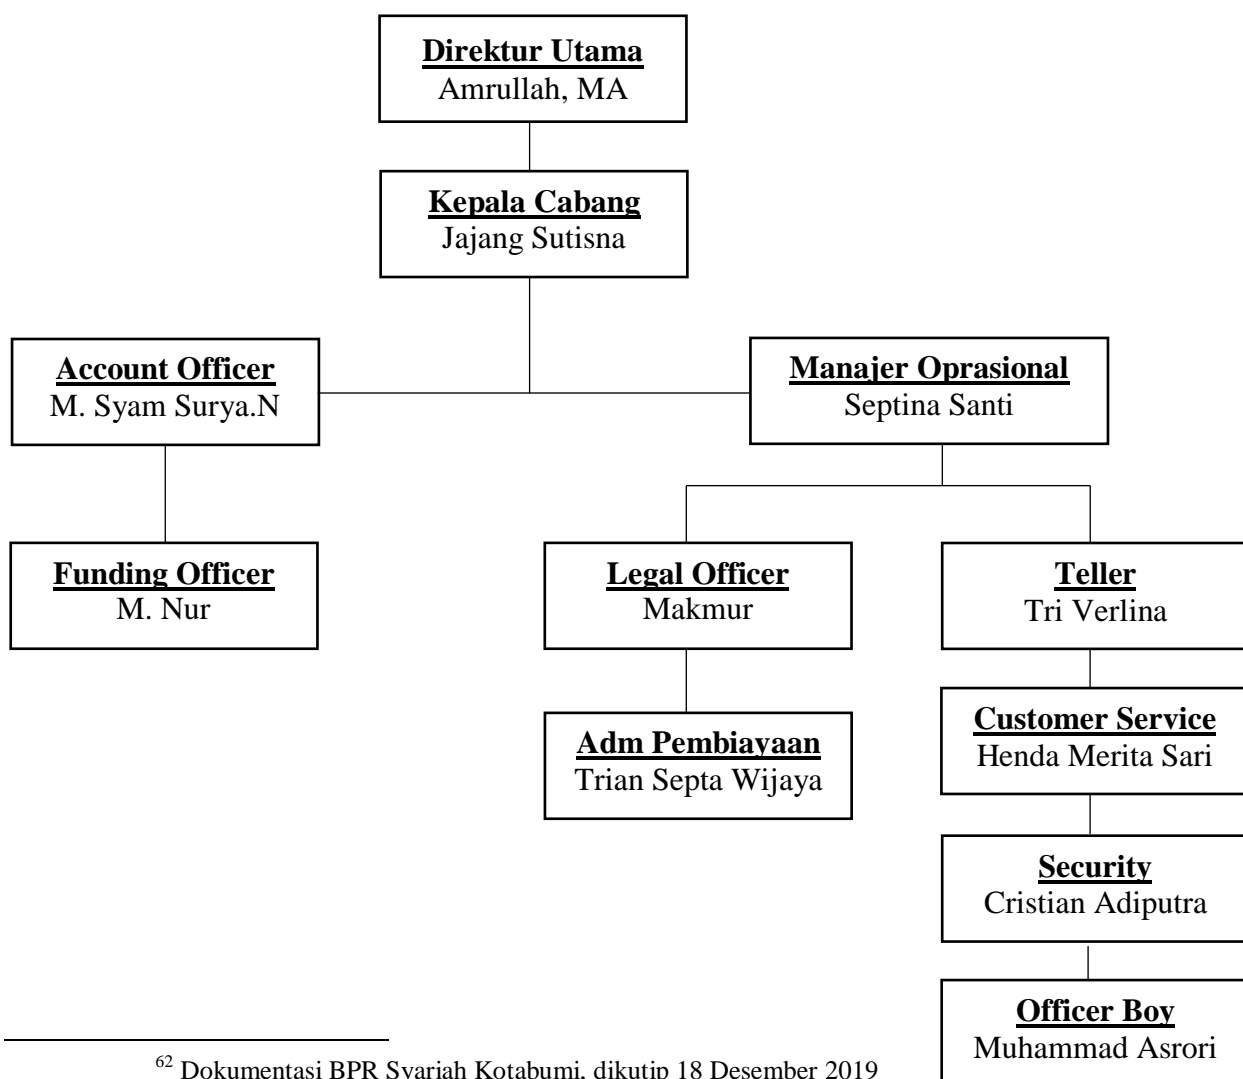 Direktur Utama
Amrullah, MA
Kepala Cabang
Jajang Sutisna
Account Officer
M. Syam Surya.N
Manajer Oprasional
Septina Santi
Funding Officer
M. Nur
Legal Officer
Makmur
Teller
Tri Verlina
Adm Pembiayaan
Trian Septa Wijaya
Customer Service
Henda Merita Sari
Security
Cristian Adiputra
Officer Boy
Muhammad Asrori
62 Dokumentasi BPR Syariah Kotabumi, dikutip 18 Desember 2019